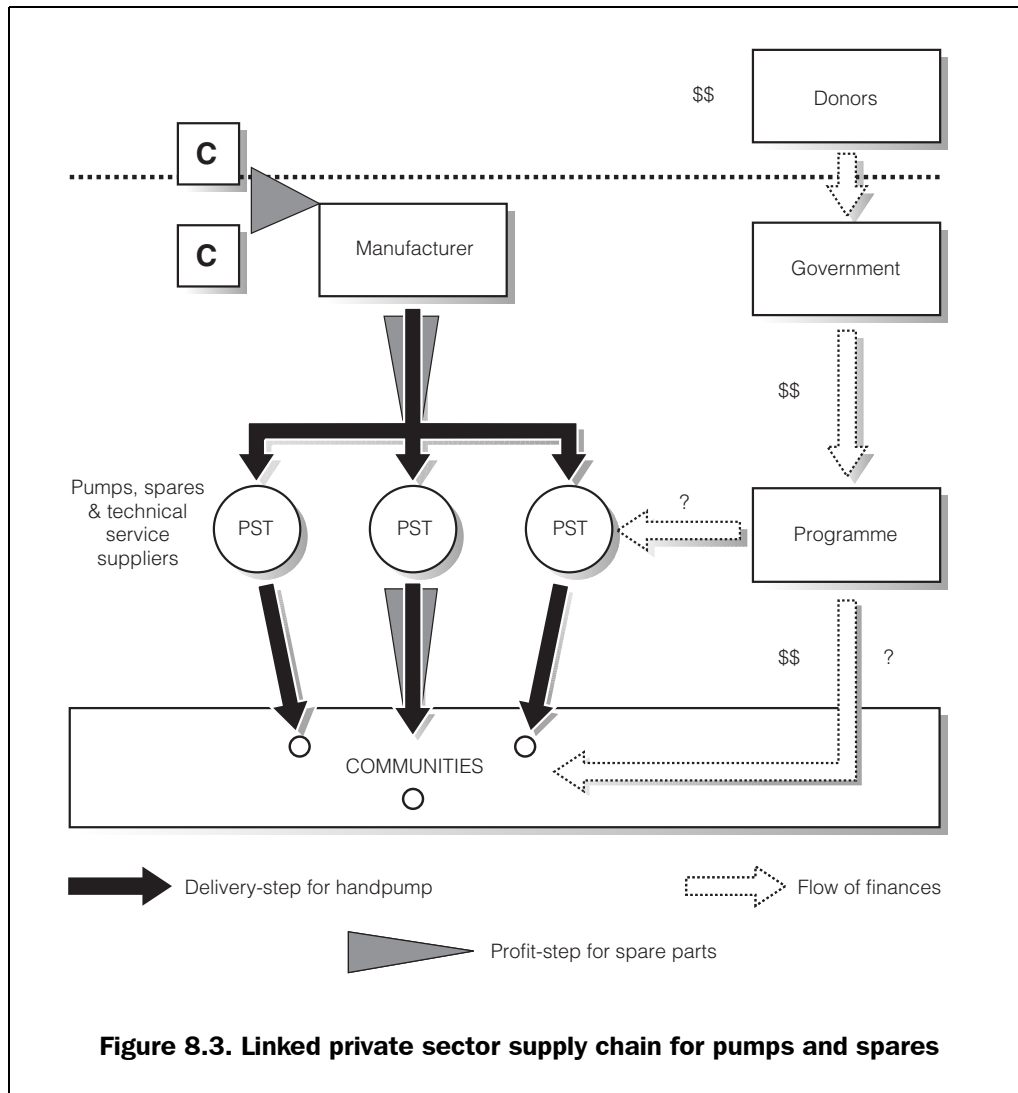 $$
Donors
C
C
Manufacturer
Government
$$
Pumps, spares
& technical
service
suppliers
PST
PST
PST
?
Programme
$$
?
COMMUNITIES
Delivery-step for handpump
Flow of finances
Profit-step for spare parts
Figure 8.3. Linked private sector supply chain for pumps and spares